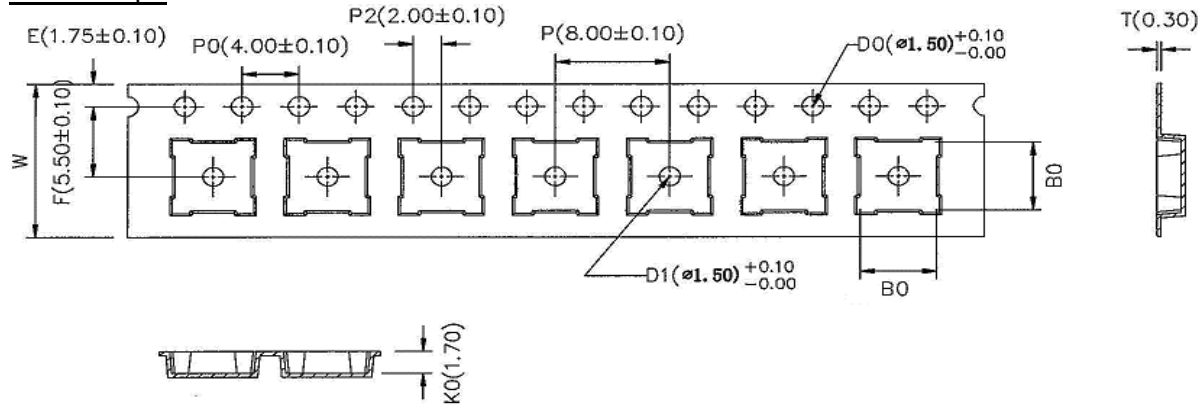 P2(2.00±0.10)
T(0.30)
E(1.75±0.10)
P0(4.00±0.10)
P(8.00±0.10)
D0(ø1.50)+0.10
-0.00
W
F(5.50±0.10)
B0
D1(ø1.50)+0.10
-0.00
B0
K0(1.70)